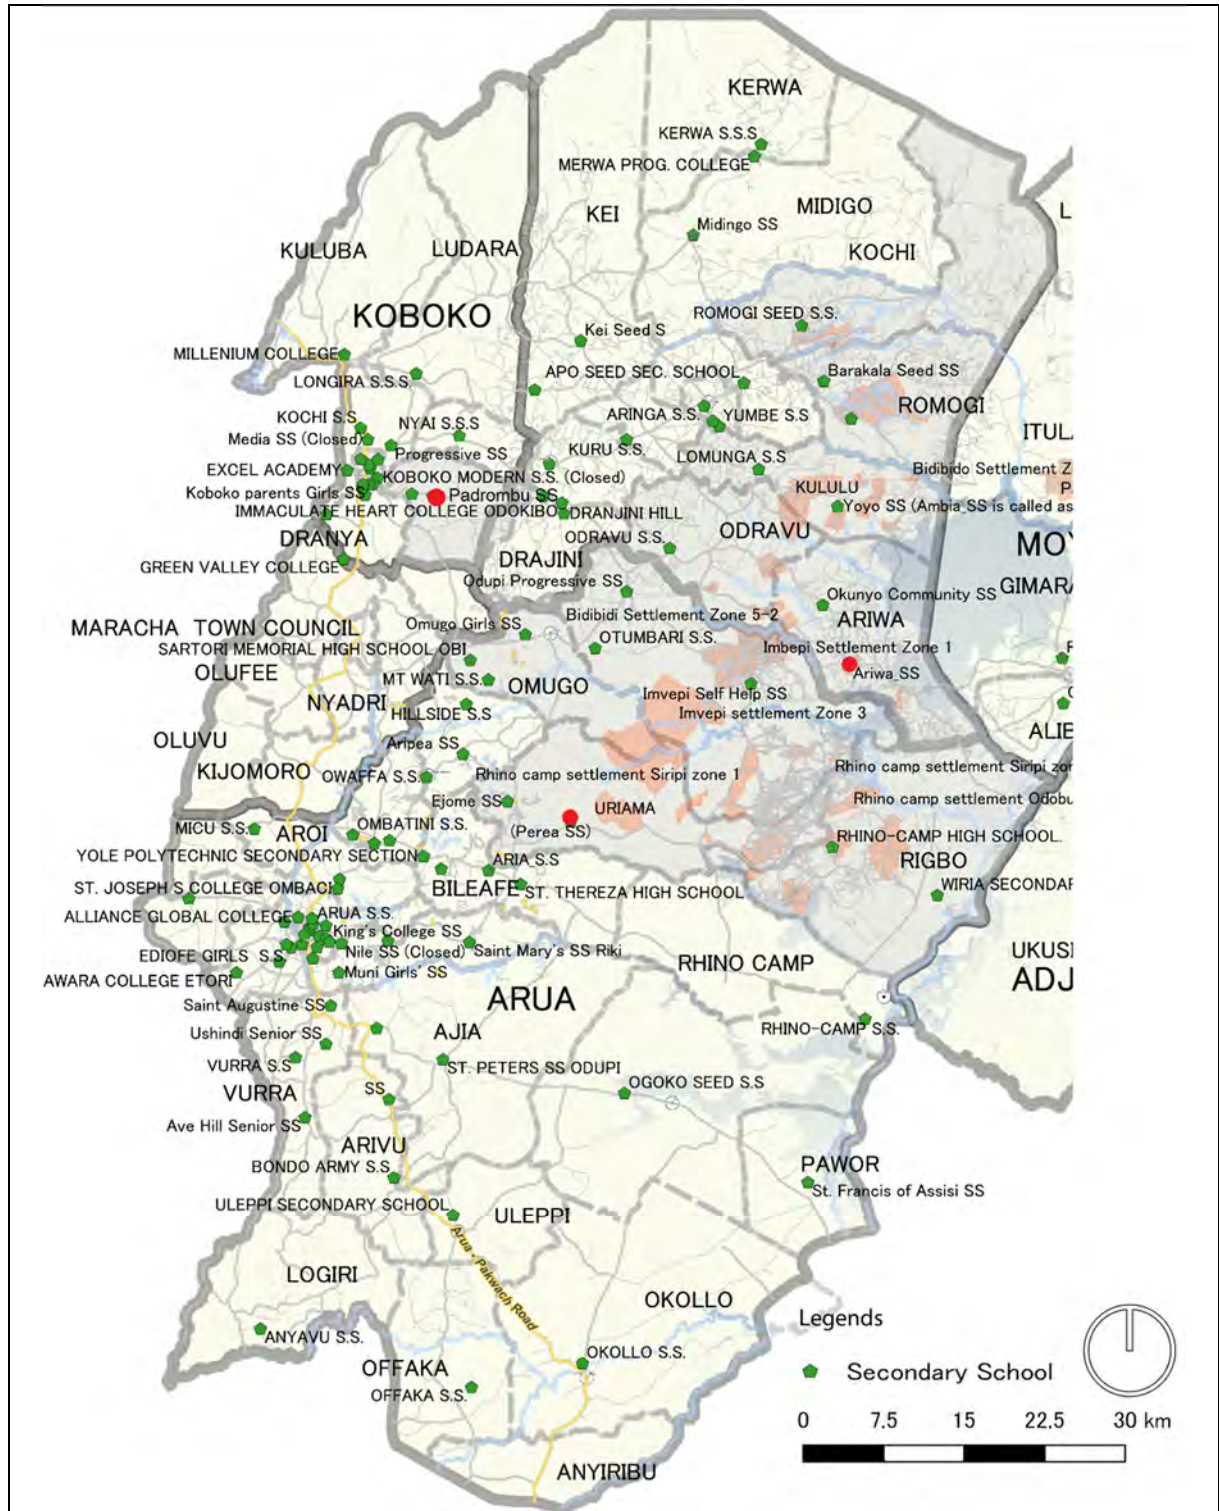 KERWA
KERWA S.S.S
MERWA PROG. COLLEGE
KEI
MIDIGO
Midingo SS
KOCHI
KULUBA
LUDARA
KOBOKO
ROMOGI SEED S.S.
Kei Seed S
MILLENIUM COLLEGE
LONGIRA S.S.S
APO SEED SEC. SCHOOL
Barakala Seed SS
ROMOGI
ARINGA S.S.
YUMBE S.S
KOCHI S.S
NYAI S.S.S
ITULA
Media SS (Closed)
Progressive SS
KURU S.S.
LOMUNGA S.S
EXCEL ACADEMY
KOBOKO MODERN S.S. (Closed)
Bidibido Settlement Z
Koboko parents Girls SS
Padrombu SS
KULULU
Yoyo SS (Ambia SS is called as
IMMACULATE HEART COLLEGE ODOKIBO
DRANJINI HILL
DRANYA
ODRAVU S.S.
ODRAVU
MOY
GREEN VALLEY COLLEGE
DRAJINI
GIMARA
Odupi Progressive SS
Okunyo Community SS
Bidibidi Settlement Zone 5-2
ARIWA
MARACHA TOWN COUNCIL
Omugo Girls SS
OTUMBARI S.S.
Imbepi Settlement Zone 1
SARTORI MEMORIAL HIGH SCHOOL OBI
OLUFEE
MT WATI S.S.
OMUGO
Ariwa SS
Imvepi Self Help SS
NYADRI
HILLSIDE S.S
Imvepi settlement Zone 3
ALIE
OLUVU
Aripea SS
KIJOMORO
OWAFFA S.S.
Rhino camp settlement Siripi zone 1
Rhino camp settlement Siripi zon
Ejome SS
URIAMA
Rhino camp settlement Odobu
MICU S.S.
AROI
OMBATINI S.S.
(Perea SS)
RHINO-CAMP HIGH SCHOOL.
YOLE POLYTECHNIC SECONDARY SECTION
ARIA S.S
RIGBO
ST. JOSEPH S COLLEGE OMBACI
BILEAFE
ST. THEREZA HIGH SCHOOL
WIRIA SECONDAR
ALLIANCE GLOBAL COLLEGE
ARUA S.S.
King's College SS
EDIOFE GIRLS S.S.
Nile SS (Closed)
Saint Mary's SS Riki
UKUSI
AWARA COLLEGE ETORI
Muni Girls' SS
RHINO CAMP
ADJ
ARUA
Saint Augustine SS
RHINO-CAMP S.S.
Ushindi Senior SS
AJIA
VURRA S.S
ST. PETERS SS ODUPI
VURRA
SS
OGOKO SEED S.S
Ave Hill Senior SS
ARIVU
BONDO ARMY S.S
PAWOR
St. Francis of Assisi SS
ULEPPI SECONDARY SCHOOL
ULEPPI
Arua - Pakwach Road
LOGIRI
OKOLLO
ANYAVU S.S.
OFFAKA
OKOLLO S.S.
OFFAKA S.S.
ANYIRIBU
Legends
Secondary School
0 7.5 15 22.5 30 km